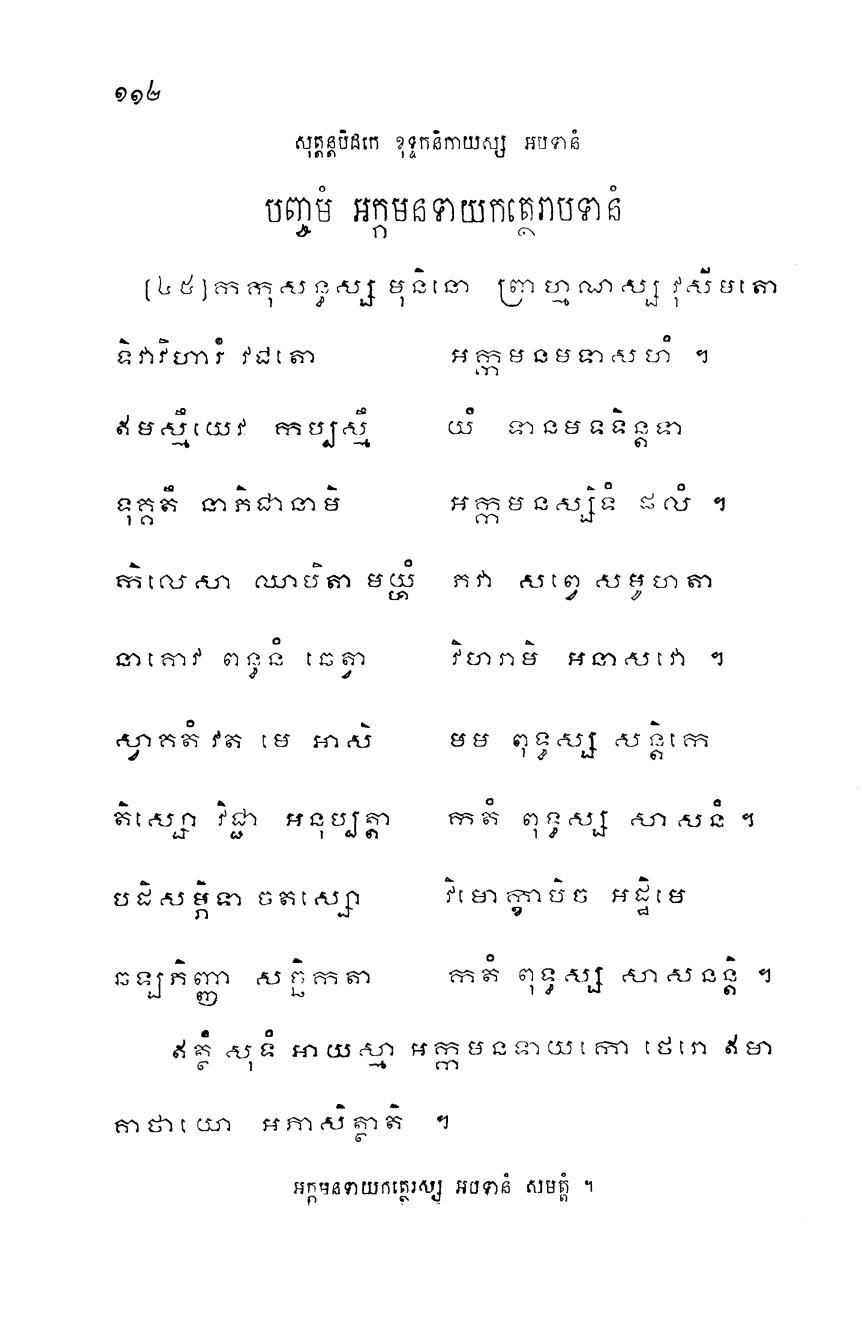 ១១២
សុត្តន្តបិដកេ ខុទ្ទកនិកាយស្ស អបទានំ
បញ្ចមំ អក្កមនទាយកត្ថេរាបទានំ
[៤៥] កកុសន្ធស្ស មុនិនោ ព្រាហ្មណស្ស វុសីមតោ
ទិវាវិហារំ វជតោ អក្កមនមទាសហំ ។
ឥមស្មឹយេវ កប្បស្មឹ យំ ទានមទទិន្តទា
ទុគ្គតឹ នាភិជានាមិ អក្កមនស្សិទំ ផលំ ។
កិលេសា ឈាបិតា មយ្ហំ ភវា សព្វេ សមូហតា
នាគោវ ពន្ធនំ ឆេត្វា វិហរាមិ អនាសវោ ។
ស្វាគតំ វត មេ អាសិ មម ពុទ្ធស្ស សន្តិកេ
តិស្សោ វិជ្ជា អនុប្បត្តា កតំ ពុទ្ធស្ស សាសនំ ។
បដិសម្ភិទា ចតស្សោ វិមោក្ខាបិច អដ្ឋិមេ
ឆឡភិញ្ញា សច្ឆិកតា កតំ ពុទ្ធស្ស សាសនន្តិ ។
ឥត្ថំ សុទំ អាយស្មា អក្កមនទាយកោ ថេរោ ឥមា
គាថាយោ អភាសិត្ថាតិ ។
អក្កមនទាយកត្ថេរស្ស អបទានំ សមត្តំ ។